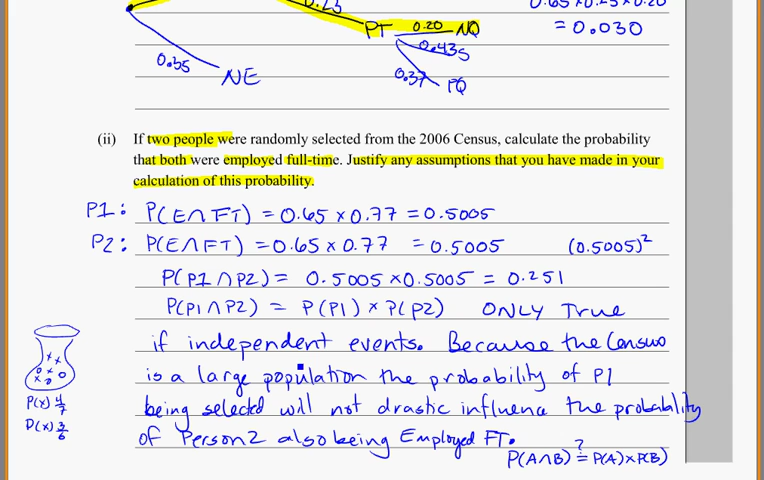 0.65 x 0.23 x 0.20
0.23
PT 0.20 NQ
= 0.030
0.435
0.35
NE
0.37 FQ
(ii) If two people were randomly selected from the 2006 Census, calculate the probability
that both were employed full-time. Justify any assumptions that you have made in your
calculation of this probability.
P1: P(E∩FT) = 0.65 x 0.77 = 0.5005
P2: P(E∩FT) = 0.65 x 0.77 = 0.5005 (0.5005)²
P(P1∩P2) = 0.5005 x 0.5005 = 0.251
P(P1∩P2) = P(P1) x P(P2) ONLY True
if independent events. Because the Census
is a large population the probability of P1
being selected will not drastic influence the probability
of Person2 also being Employed FT.
P(x) 4/7
P(x) 3/6
P(A∩B) ?= P(A)xP(B)